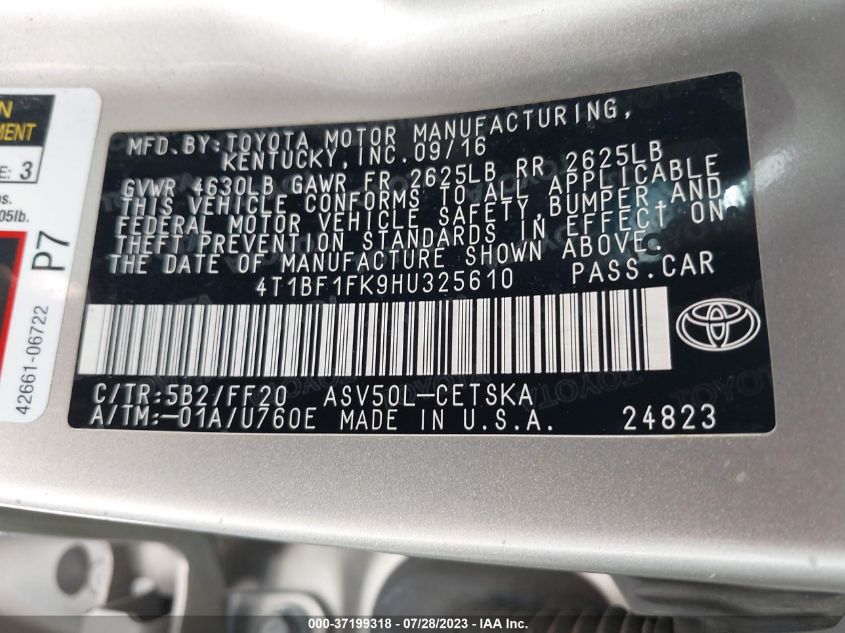 MFD.BY:TOYOTA MOTOR MANUFACTURING,
KENTUCKY, INC. 09/16
GVWR 4630LB GAWR FR 2625LB RR 2625LB
THIS VEHICLE CONFORMS TO ALL APPLICABLE
FEDERAL MOTOR VEHICLE SAFETY,BUMPER,AND
THEFT PREVENTION STANDARDS IN EFFECT ON
THE DATE OF MANUFACTURE SHOWN ABOVE.
4T1BF1FK9HU325610 PASS.CAR
C/TR:5B2/FF20 ASV50L-CETSKA
A/TM:-01A/U760E MADE IN U.S.A. 24823
N
MENT
E: 3
s.
05lb.
P7
42661-06722
000-37199318 - 07/28/2023 - IAA Inc.